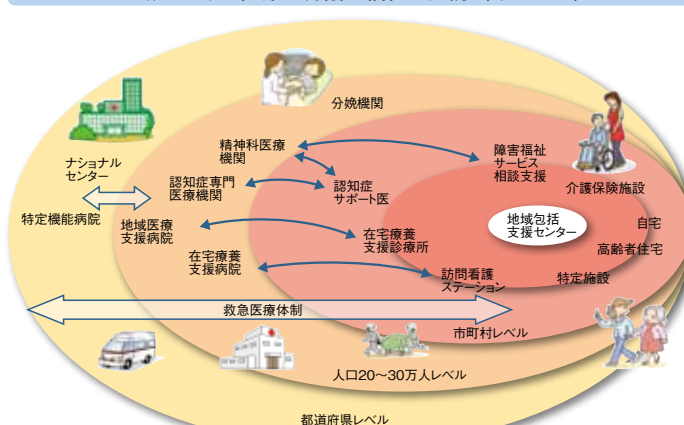 分娩機関
精神科医療
機関
障害福祉
サービス
相談支援
ナショナル
センター
認知症専門
医療機関
認知症
サポート医
介護保険施設
特定機能病院
地域医療
支援病院
地域包括
支援センター
自宅
在宅療養
支援診療所
高齢者住宅
在宅療養
支援病院
訪問看護
ステーション
特定施設
救急医療体制
市町村レベル
人口20〜30万人レベル
都道府県レベル